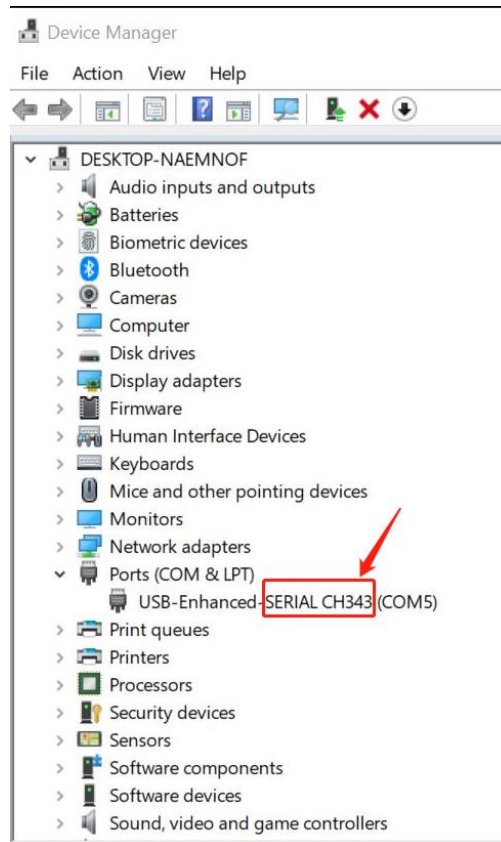 Device Manager
File Action View Help
DESKTOP-NAEMNOF
Audio inputs and outputs
Batteries
Biometric devices
Bluetooth
Cameras
Computer
Disk drives
Display adapters
Firmware
Human Interface Devices
Keyboards
Mice and other pointing devices
Monitors
Network adapters
Ports (COM & LPT)
USB-Enhanced-SERIAL CH343 (COM5)
Print queues
Printers
Processors
Security devices
Sensors
Software components
Software devices
Sound, video and game controllers